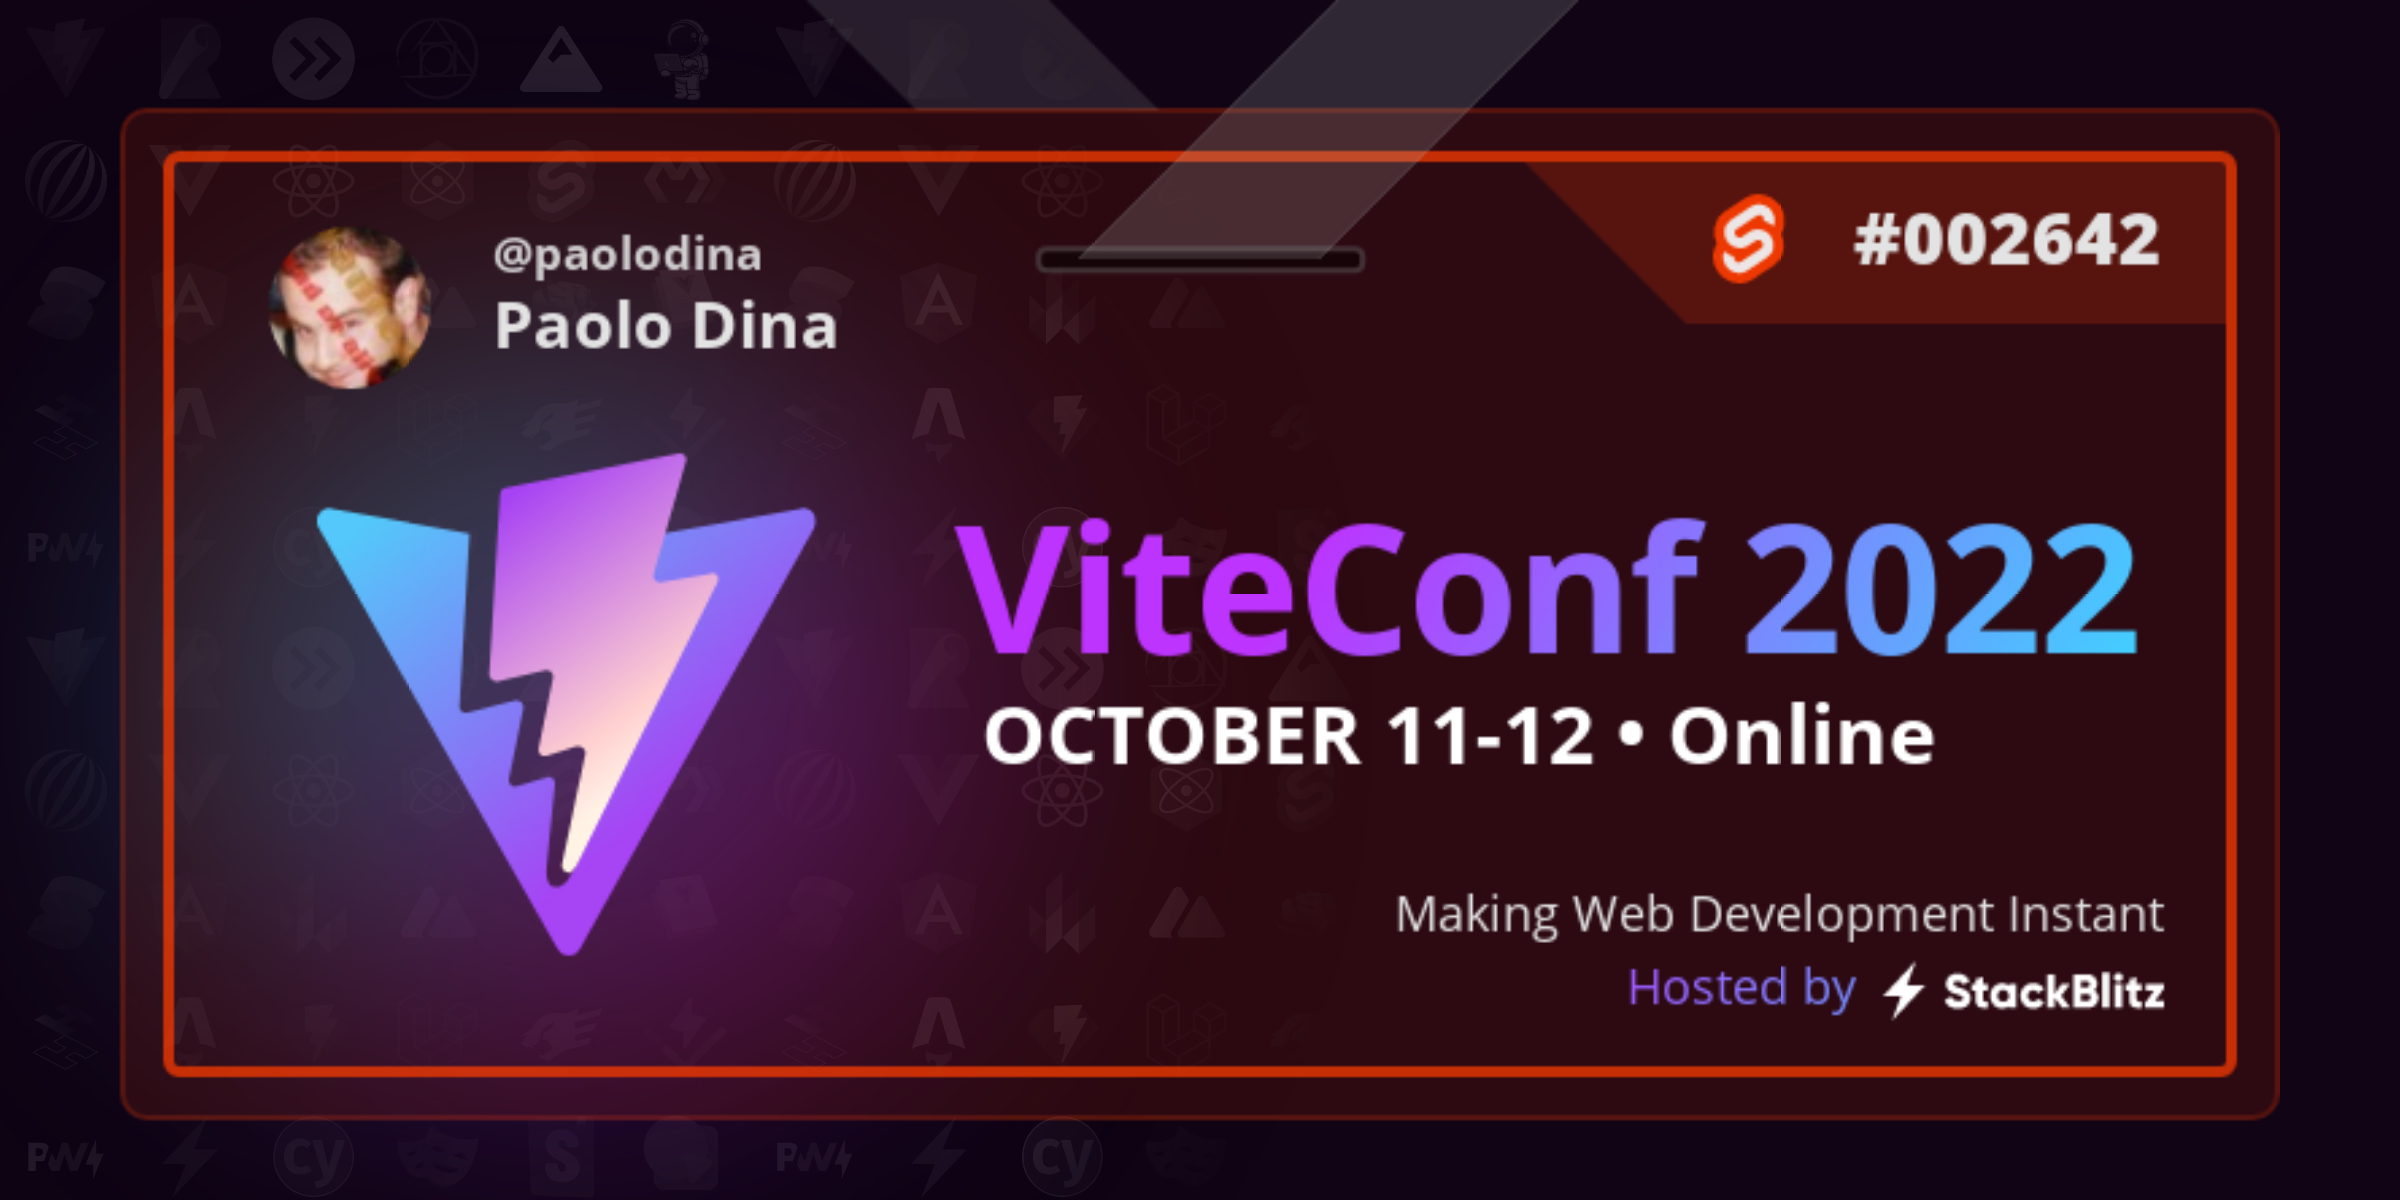 @paolodina
Paolo Dina
#002642
ViteConf 2022
OCTOBER 11-12 • Online
Making Web Development Instant
Hosted by StackBlitz